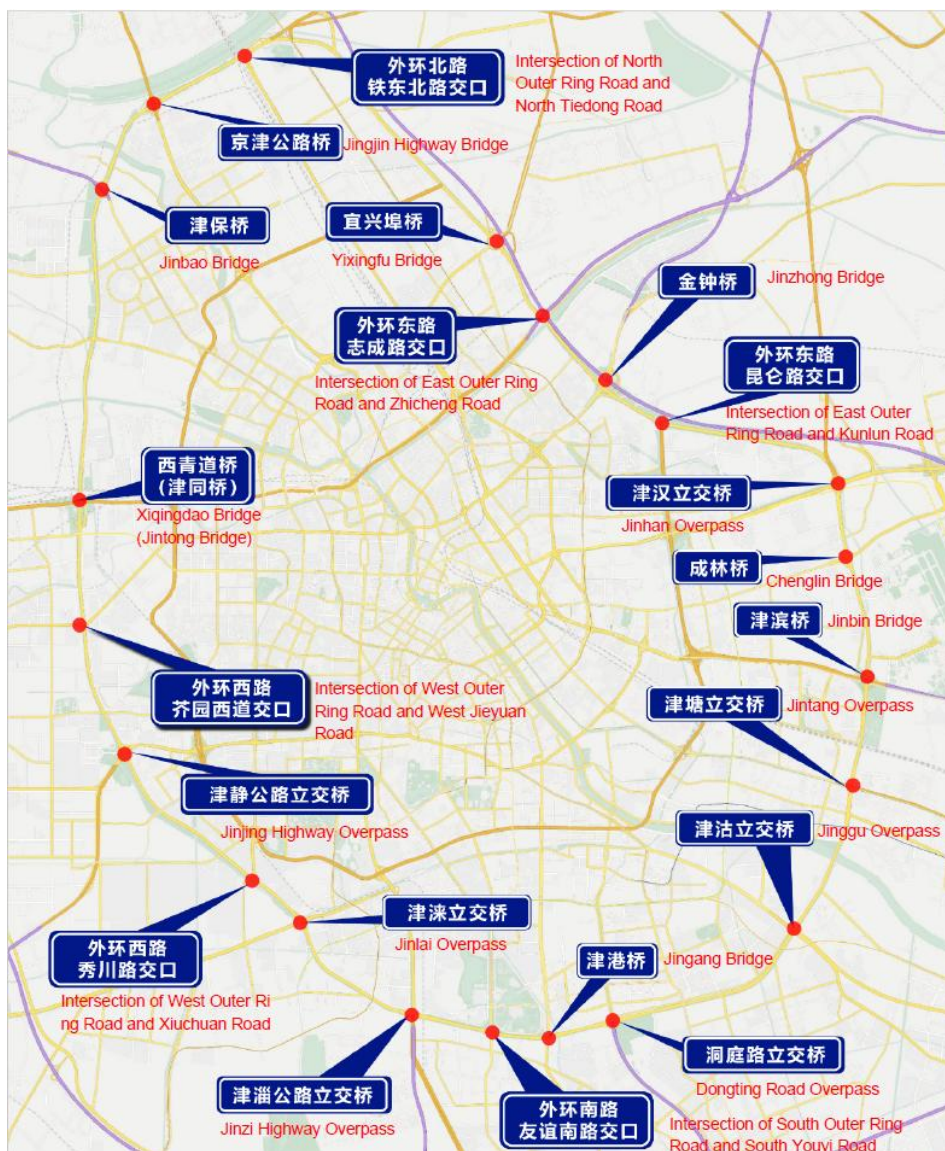 外环北路
铁东北路交口
Intersection of North
Outer Ring Road and
North Tiedong Road
京津公路桥
Jingjin Highway Bridge
津保桥
Jinbao Bridge
宜兴埠桥
Yixingfu Bridge
金钟桥
Jinzhong Bridge
外环东路
志成路交口
Intersection of East Outer Ring
Road and Zhicheng Road
外环东路
昆仑路交口
Intersection of East Outer
Ring Road and Kunlun Road
西青道桥
(津同桥)
Xiqingdao Bridge
(Jintong Bridge)
津汉立交桥
Jinhan Overpass
成林桥
Chenglin Bridge
津滨桥
Jinbin Bridge
外环西路
芥园西道交口
Intersection of West Outer
Ring Road and West Jieyuan
Road
津塘立交桥
Jintang Overpass
津静公路立交桥
Jinjing Highway Overpass
津沽立交桥
Jinggu Overpass
外环西路
秀川路交口
Intersection of West Outer Ri
ng Road and Xiuchuan Road
津涞立交桥
Jinlai Overpass
津港桥
Jingang Bridge
洞庭路立交桥
Dongting Road Overpass
津淄公路立交桥
Jinzi Highway Overpass
外环南路
友谊南路交口
Intersection of South Outer Ring
Road and South Youyi Road